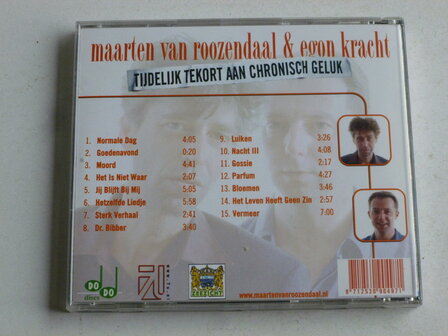 maarten van roozendaal & egon kracht
TIJDELIJK TEKORT AAN CHRONISCH GELUK
1. Normale Dag 4:05
2. Goedenavond 0:20
3. Moord 4:41
4. Het Is Niet Waar 2:07
5. Jij Blijft Bij Mij 5:05
6. Hetzelfde Liedje 5:58
7. Sterk Verhaal 2:41
8. Dr. Bibber 3:40
9. Luiken 3:26
10. Nacht III 4:08
11. Gossie 2:17
12. Parfum 4:27
13. Bloemen 3:46
14. Het Leven Heeft Geen Zin 2:57
15. Vermeer 7:00
DODO
discs
ZEEZICHT
www.maartenvanroozendaal.nl